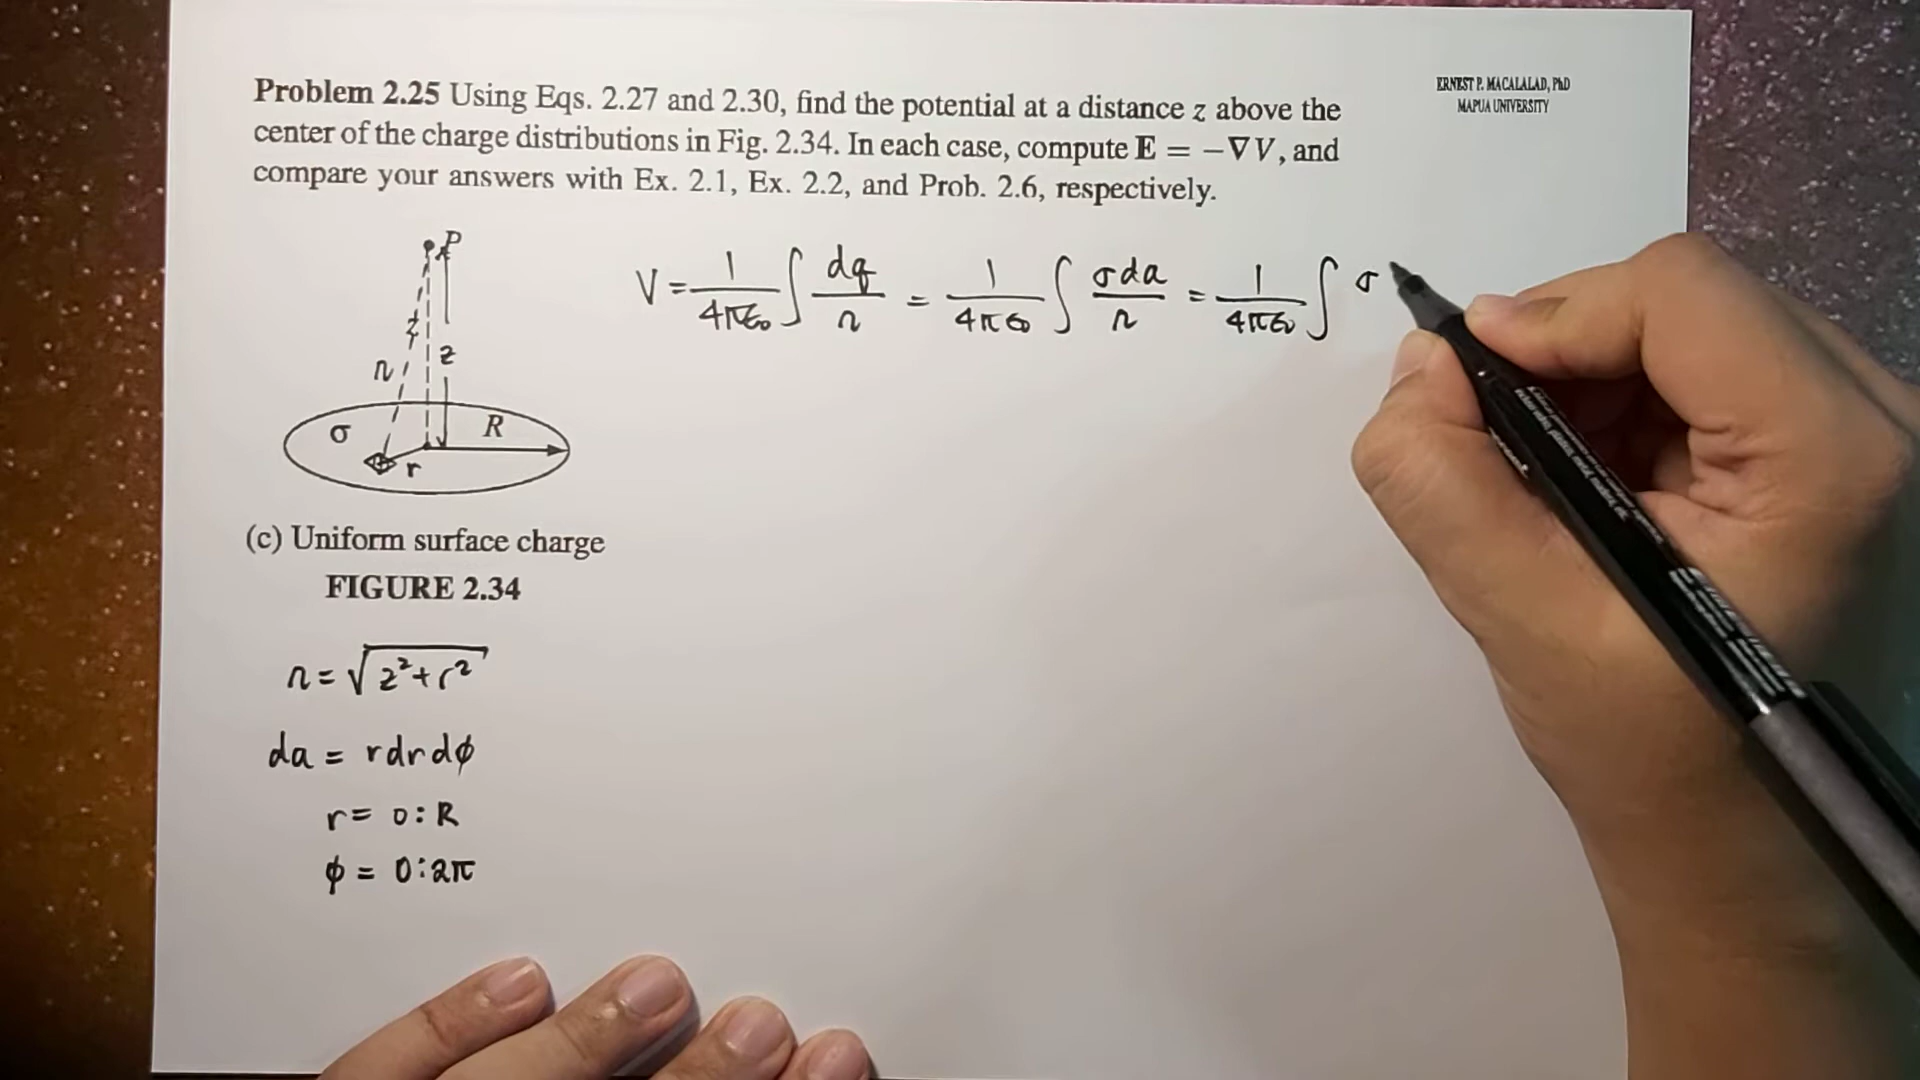 Problem 2.25 Using Eqs. 2.27 and 2.30, find the potential at a distance z above the
center of the charge distributions in Fig. 2.34. In each case, compute E = −∇V, and
compare your answers with Ex. 2.1, Ex. 2.2, and Prob. 2.6, respectively.
ERNEST P. MACALALAD, PhD
MAPUA UNIVERSITY
P
z
r
R
σ
r
V = 1/4πε₀ ∫ dq/r = 1/4πε₀ ∫ σda/r = 1/4πε₀ ∫ σ
(c) Uniform surface charge
FIGURE 2.34
r = √z²+r²
da = rdrdϕ
r = 0:R
ϕ = 0:2π